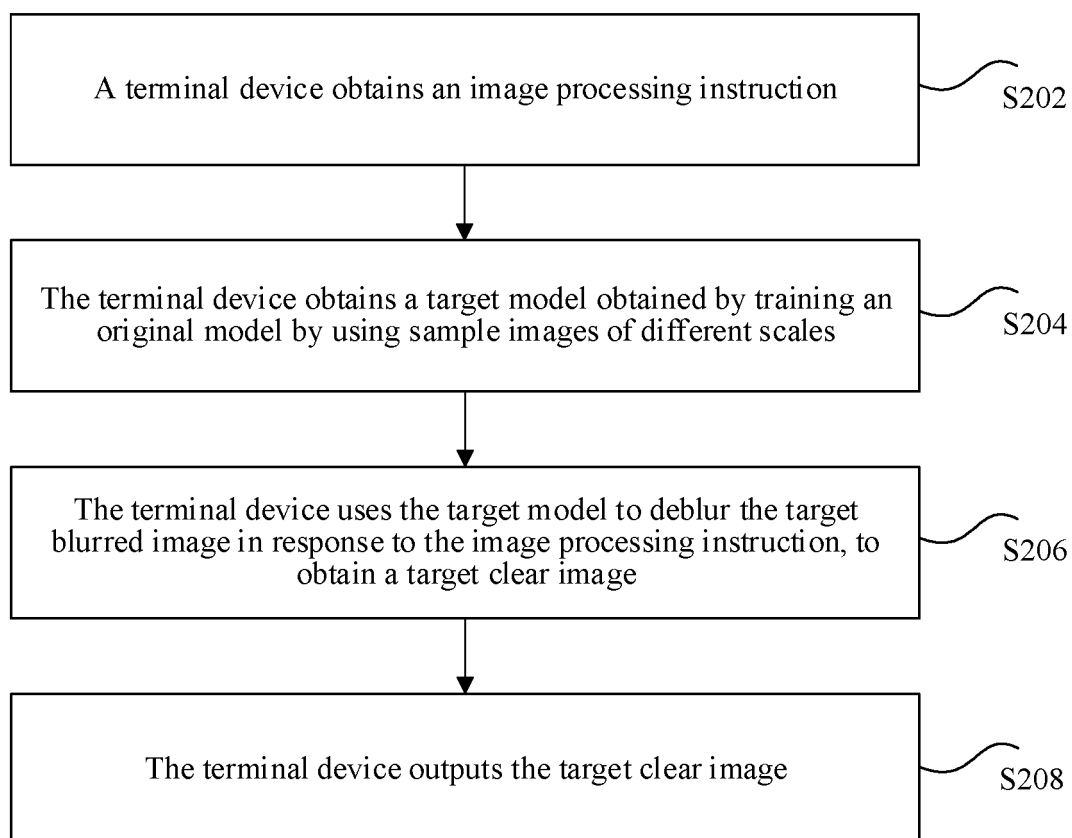 A terminal device obtains an image processing instruction
S202
The terminal device obtains a target model obtained by training an
original model by using sample images of different scales
S204
The terminal device uses the target model to deblur the target
blurred image in response to the image processing instruction, to
obtain a target clear image
S206
The terminal device outputs the target clear image
S208